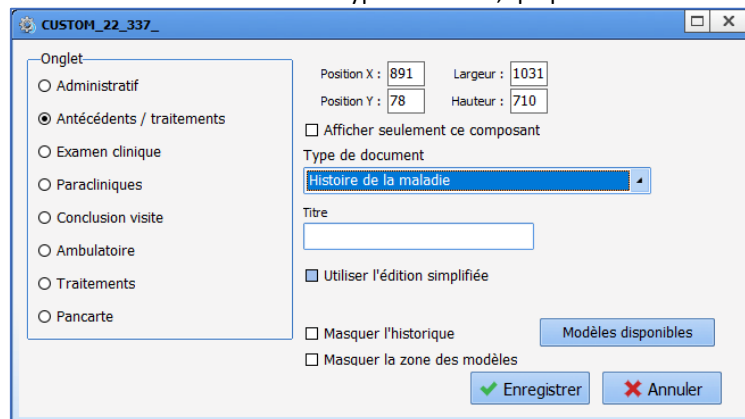 CUSTOM_22_337_
Onglet
Administratif
Antécédents / traitements
Examen clinique
Paracliniques
Conclusion visite
Ambulatoire
Traitements
Pancarte
Position X : 891 Largeur : 1031
Position Y : 78 Hauteur : 710
Afficher seulement ce composant
Type de document
Histoire de la maladie
Titre
Utiliser l'édition simplifiée
Masquer l'historique
Modèles disponibles
Masquer la zone des modèles
Enregistrer
Annuler